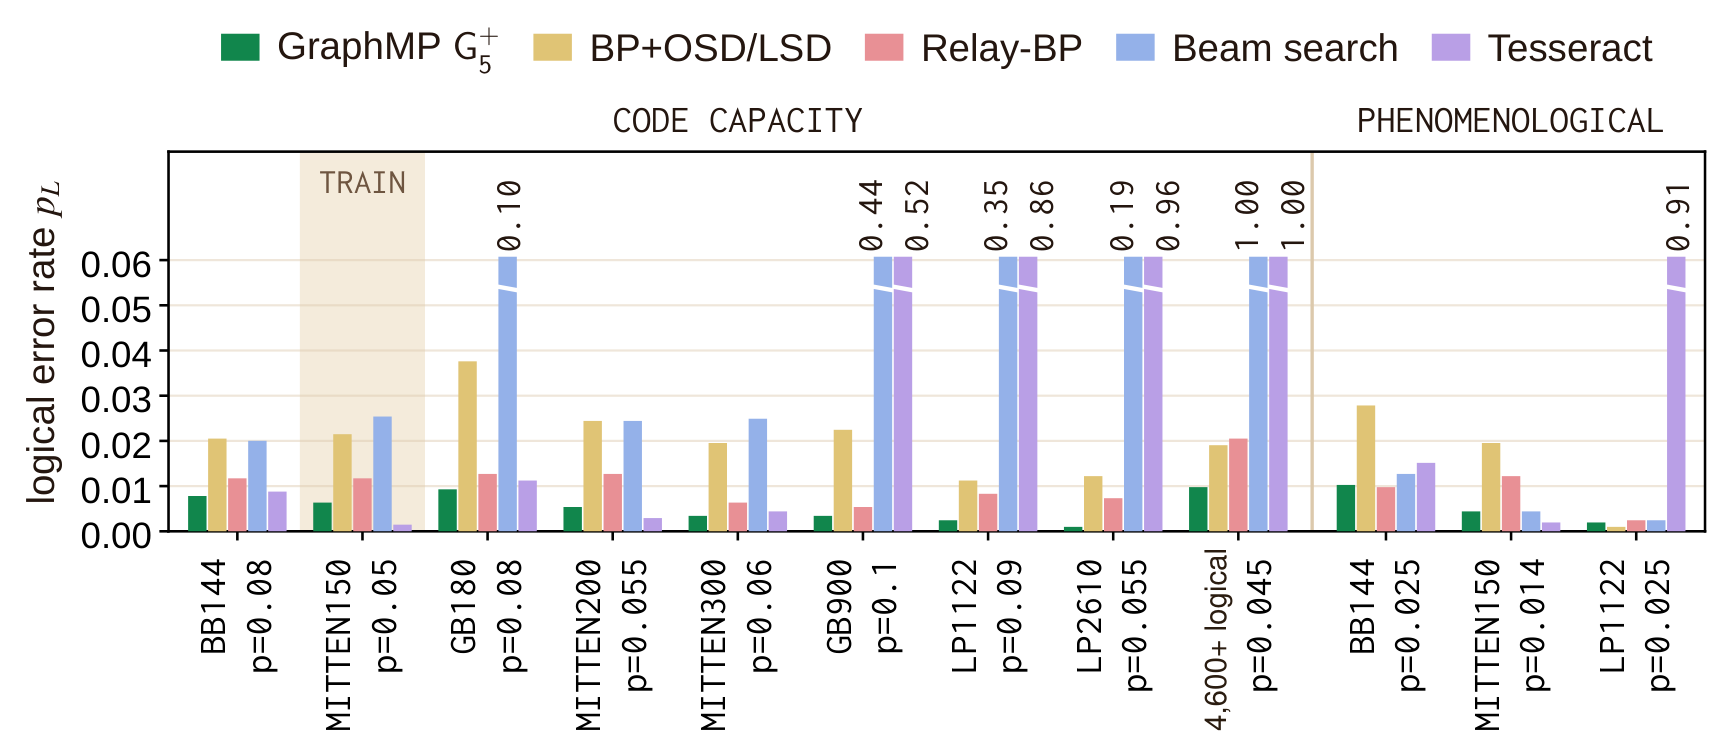 GraphMP G₅⁺ BP+OSD/LSD Relay-BP Beam search Tesseract
CODE CAPACITY PHENOMENOLOGICAL
TRAIN
0.10 0.44 0.52 0.35 0.86 0.19 0.96 1.00 1.00 0.91
logical error rate pL
0.06
0.05
0.04
0.03
0.02
0.01
0.00
BB144
p=0.08
MITTEN150
p=0.05
GB180
p=0.08
MITTEN200
p=0.055
MITTEN300
p=0.06
GB900
p=0.1
LP1122
p=0.09
LP2610
p=0.055
4,600+ logical
p=0.045
BB144
p=0.025
MITTEN150
p=0.014
LP1122
p=0.025